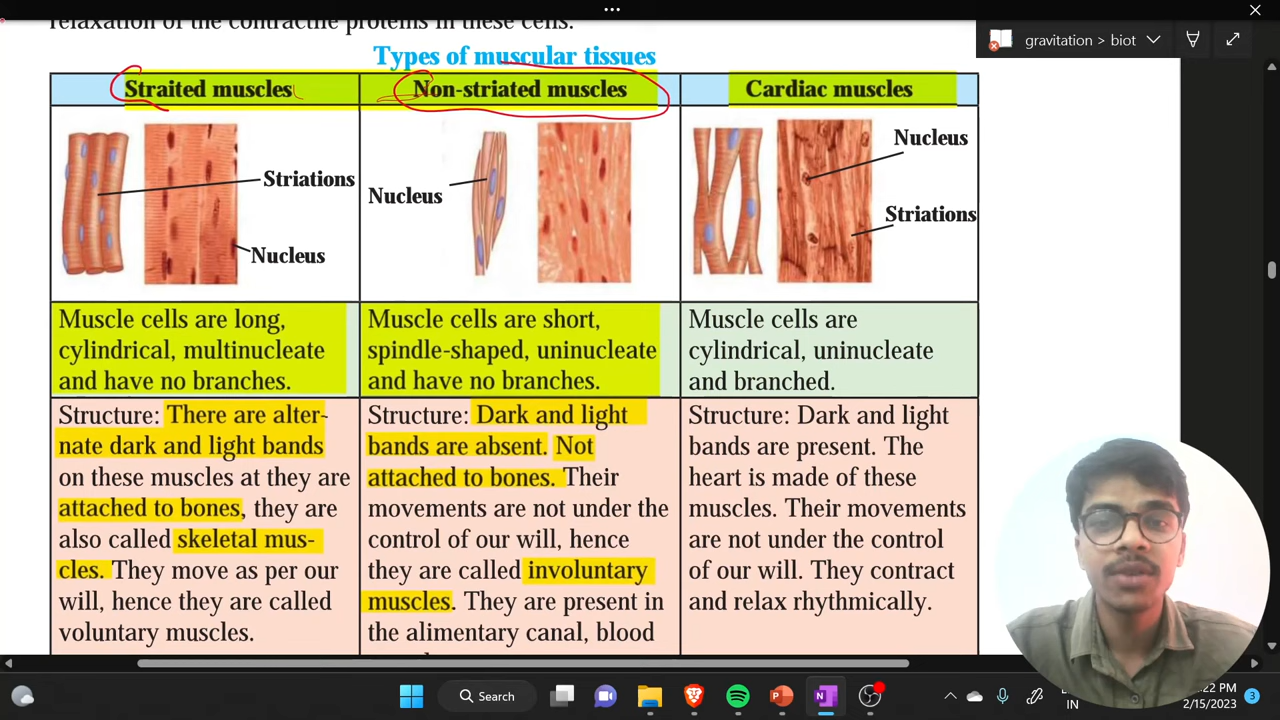 relaxation of the contractile proteins in these cells.
gravitation > biot
Types of muscular tissues
Straited muscles
Non-striated muscles
Cardiac muscles
Striations
Nucleus
Nucleus
Nucleus
Striations
Muscle cells are long,
cylindrical, multinucleate
and have no branches.
Muscle cells are short,
spindle-shaped, uninucleate
and have no branches.
Muscle cells are
cylindrical, uninucleate
and branched.
Structure: There are alter-
nate dark and light bands
on these muscles at they are
attached to bones, they are
also called skeletal mus-
cles. They move as per our
will, hence they are called
voluntary muscles.
Structure: Dark and light
bands are absent. Not
attached to bones. Their
movements are not under the
control of our will, hence
they are called involuntary
muscles. They are present in
the alimentary canal, blood
Structure: Dark and light
bands are present. The
heart is made of these
muscles. Their movements
are not under the control
of our will. They contract
and relax rhythmically.
Search
IN
22 PM
2/15/2023
3